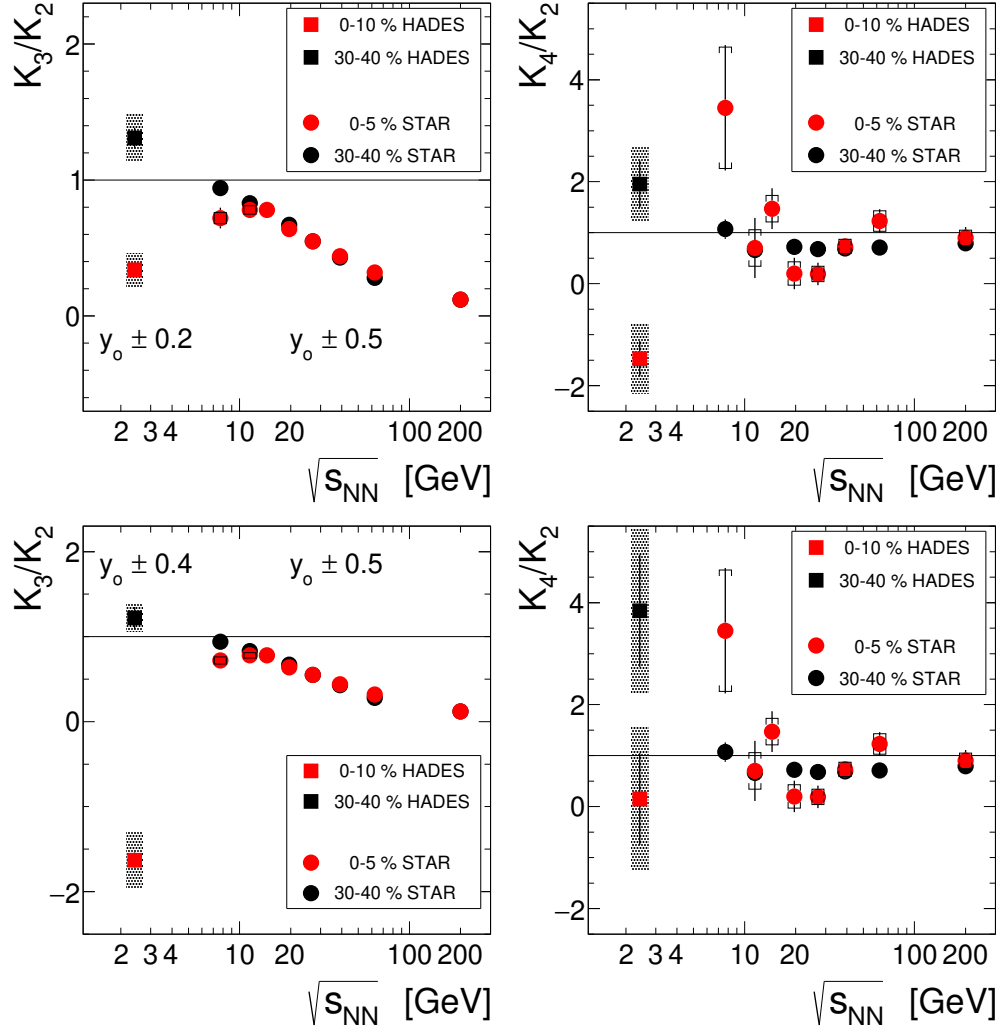 K3/K2
2
1
0
0-10 % HADES
30-40 % HADES
0-5 % STAR
30-40 % STAR
yo ± 0.2
yo ± 0.5
2 3 4 10 20 100 200
√sNN [GeV]
K4/K2
4
2
0
−2
0-10 % HADES
30-40 % HADES
0-5 % STAR
30-40 % STAR
2 3 4 10 20 100 200
√sNN [GeV]
K3/K2
2
0
−2
yo ± 0.4
yo ± 0.5
0-10 % HADES
30-40 % HADES
0-5 % STAR
30-40 % STAR
2 3 4 10 20 100 200
√sNN [GeV]
K4/K2
4
2
0
−2
0-10 % HADES
30-40 % HADES
0-5 % STAR
30-40 % STAR
2 3 4 10 20 100 200
√sNN [GeV]